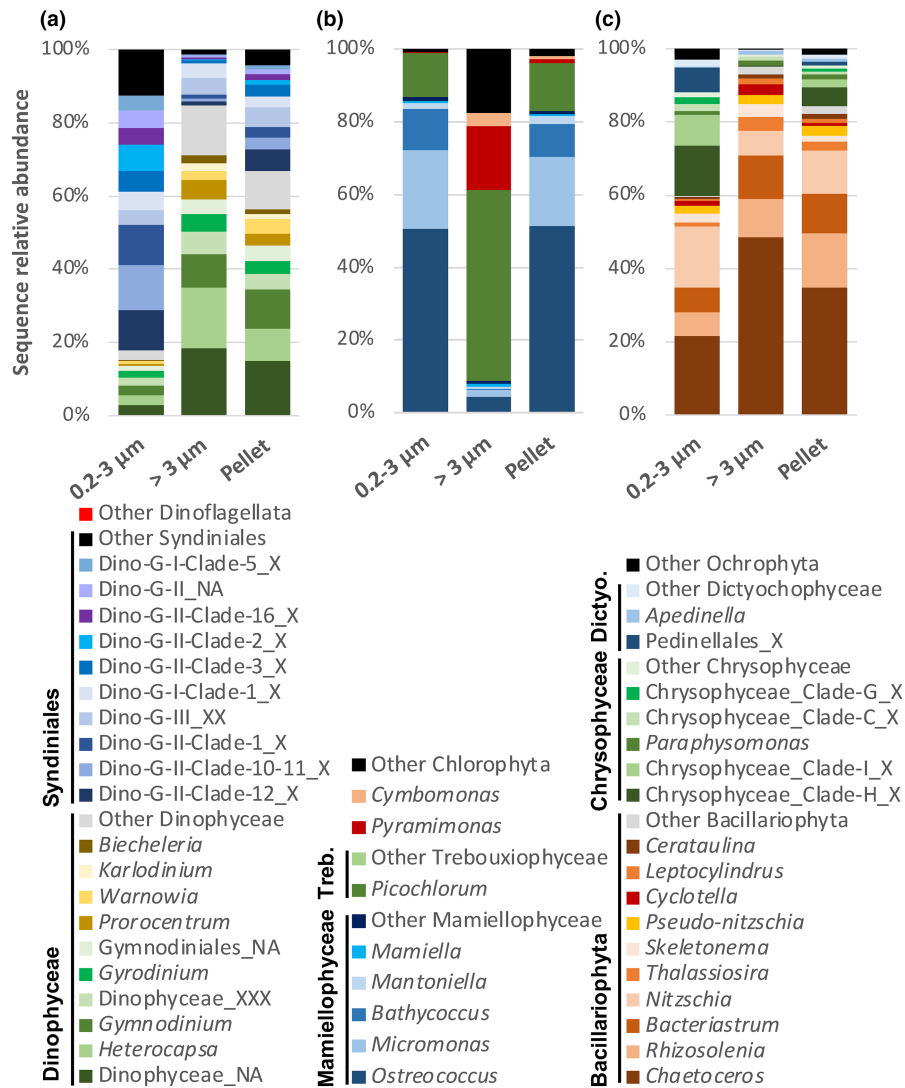 (a) (b) (c)
Sequence relative abundance
100% 100% 100%
80% 80% 80%
60% 60% 60%
40% 40% 40%
20% 20% 20%
0% 0% 0%
0.2-3 µm > 3 µm Pellet 0.2-3 µm > 3 µm Pellet 0.2-3 µm > 3 µm Pellet
Other Dinoflagellata
Syndiniales
Other Syndiniales
Dino-G-I-Clade-5_X
Dino-G-II_NA
Dino-G-II-Clade-16_X
Dino-G-II-Clade-2_X
Dino-G-II-Clade-3_X
Dino-G-I-Clade-1_X
Dino-G-III_XX
Dino-G-II-Clade-1_X
Dino-G-II-Clade-10-11_X
Dino-G-II-Clade-12_X
Dinophyceae
Other Dinophyceae
Biecheleria
Karlodinium
Warnowia
Prorocentrum
Gymnodiniales_NA
Gyrodinium
Dinophyceae_XXX
Gymnodinium
Heterocapsa
Dinophyceae_NA
Other Chlorophyta
Cymbomonas
Pyramimonas
Treb.
Other Trebouxiophyceae
Picochlorum
Mamiellophyceae
Other Mamiellophyceae
Mamiella
Mantoniella
Bathycoccus
Micromonas
Ostreococcus
Other Ochrophyta
Dictyo.
Other Dictyochophyceae
Apedinella
Pedinellales_X
Chrysophyceae
Other Chrysophyceae
Chrysophyceae_Clade-G_X
Chrysophyceae_Clade-C_X
Paraphysomonas
Chrysophyceae_Clade-I_X
Chrysophyceae_Clade-H_X
Bacillariophyta
Other Bacillariophyta
Cerataulina
Leptocylindrus
Cyclotella
Pseudo-nitzschia
Skeletonema
Thalassiosira
Nitzschia
Bacteriastrum
Rhizosolenia
Chaetoceros